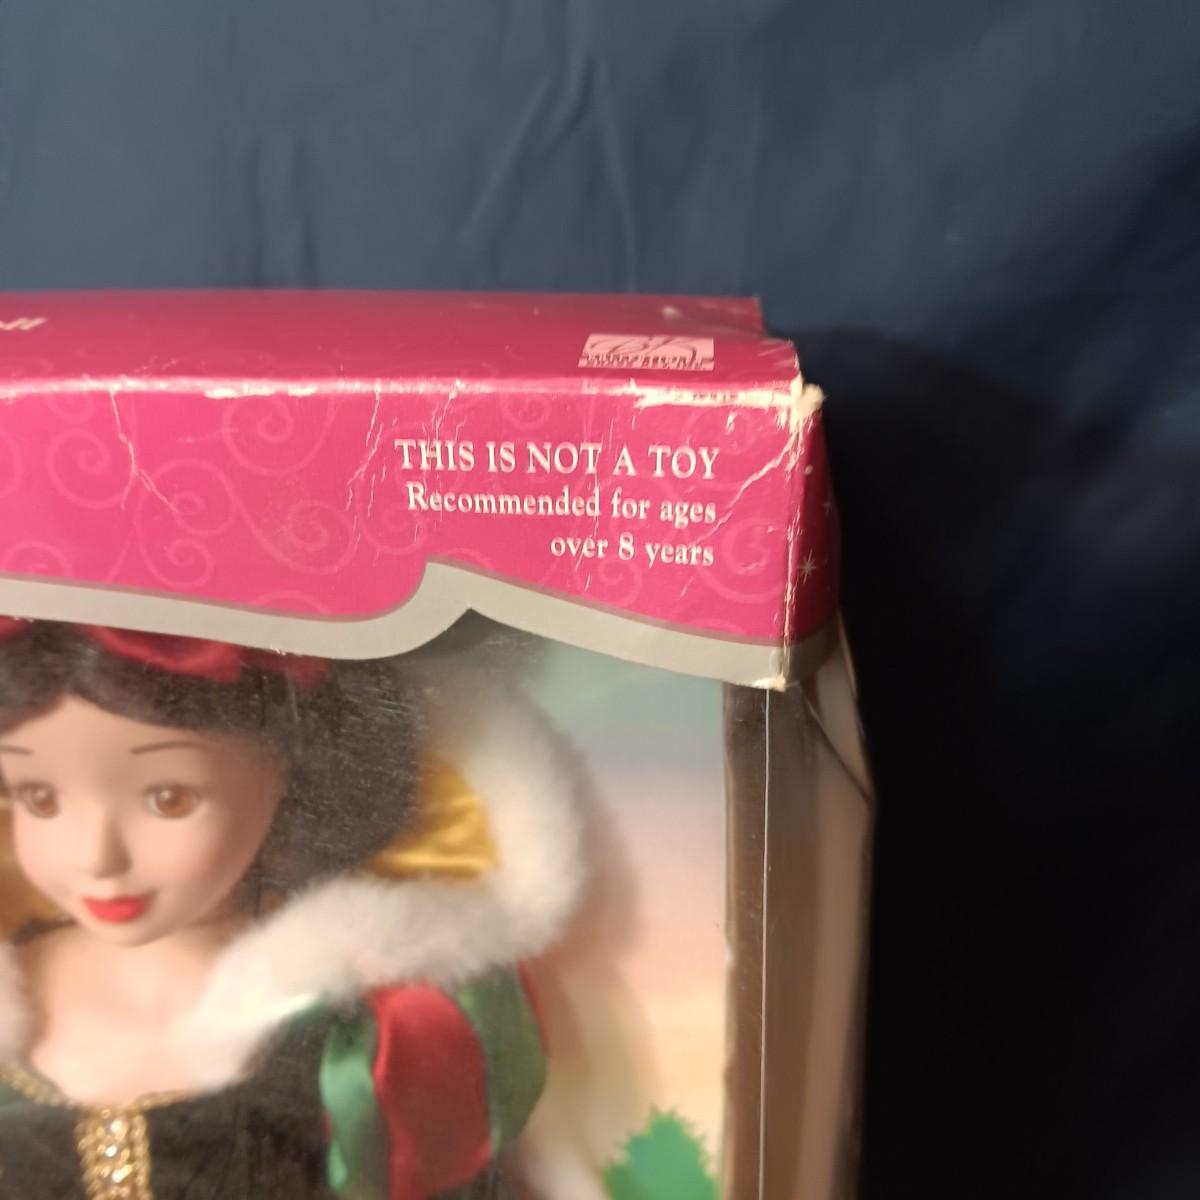 THIS IS NOT A TOY
Recommended for ages
over 8 years